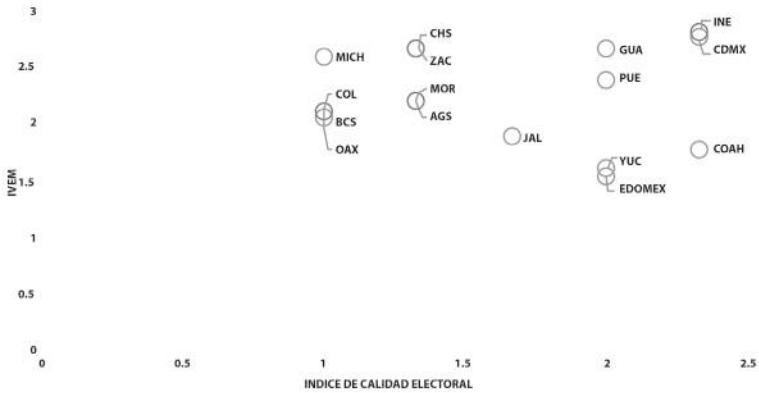 3
INE
CHS
GUA
CDMX
MICH
ZAC
2.5
PUE
COL
MOR
BCS
AGS
2
JAL
OAX
COAH
YUC
IVEM
1.5
EDOMEX
1
0.5
0
0
0.5
1
1.5
2
2.5
INDICE DE CALIDAD ELECTORAL